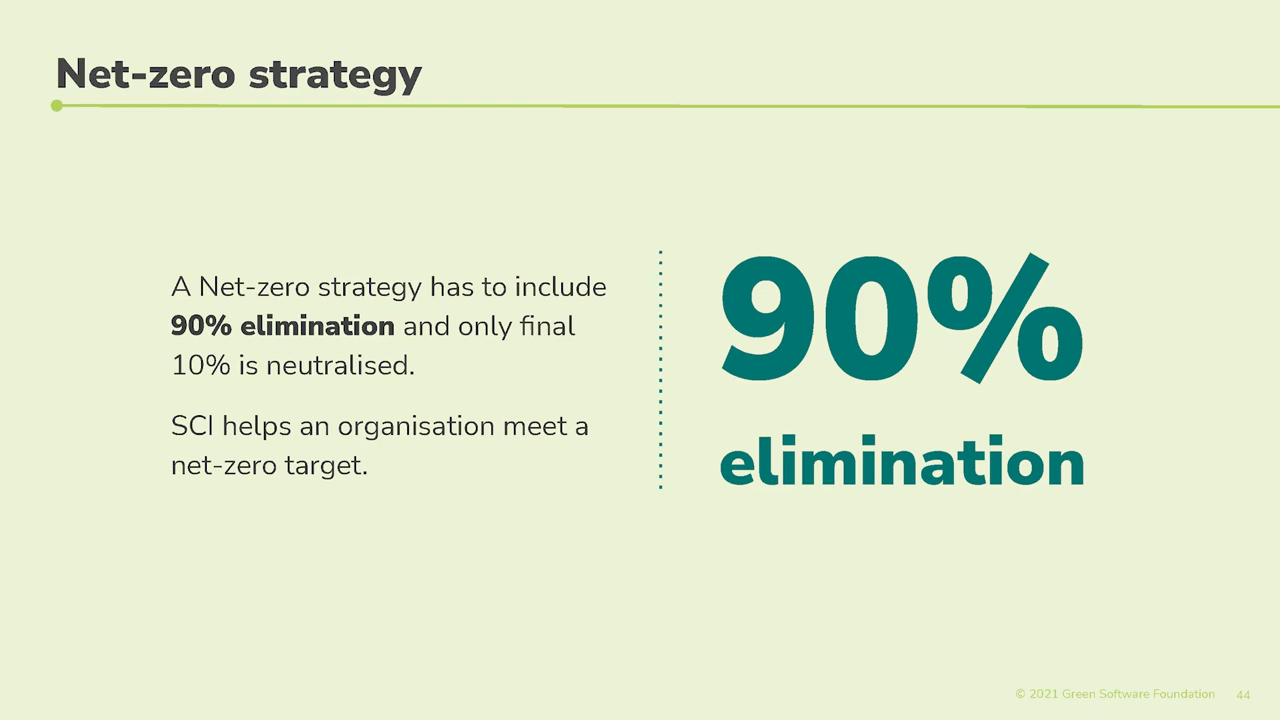 Net-zero strategy
A Net-zero strategy has to include
90% elimination and only final
10% is neutralised.
SCI helps an organisation meet a
net-zero target.
90%
elimination
© 2021 Green Software Foundation 44